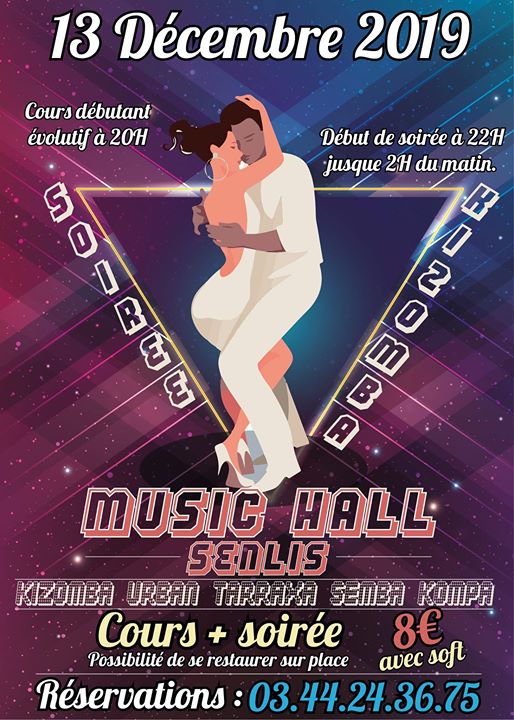 13 Décembre 2019
Cours débutant
évolutif à 20H
Début de soirée à 22H
jusque 2H du matin.
SOIREE
KIZOMBA
MUSIC HALL
SENLIS
KIZOMBA URBAN TARRAXA SEMBA KOMPA
Cours + soirée
Possibilité de se restaurer sur place
8€
avec soft
Réservations : 03.44.24.36.75